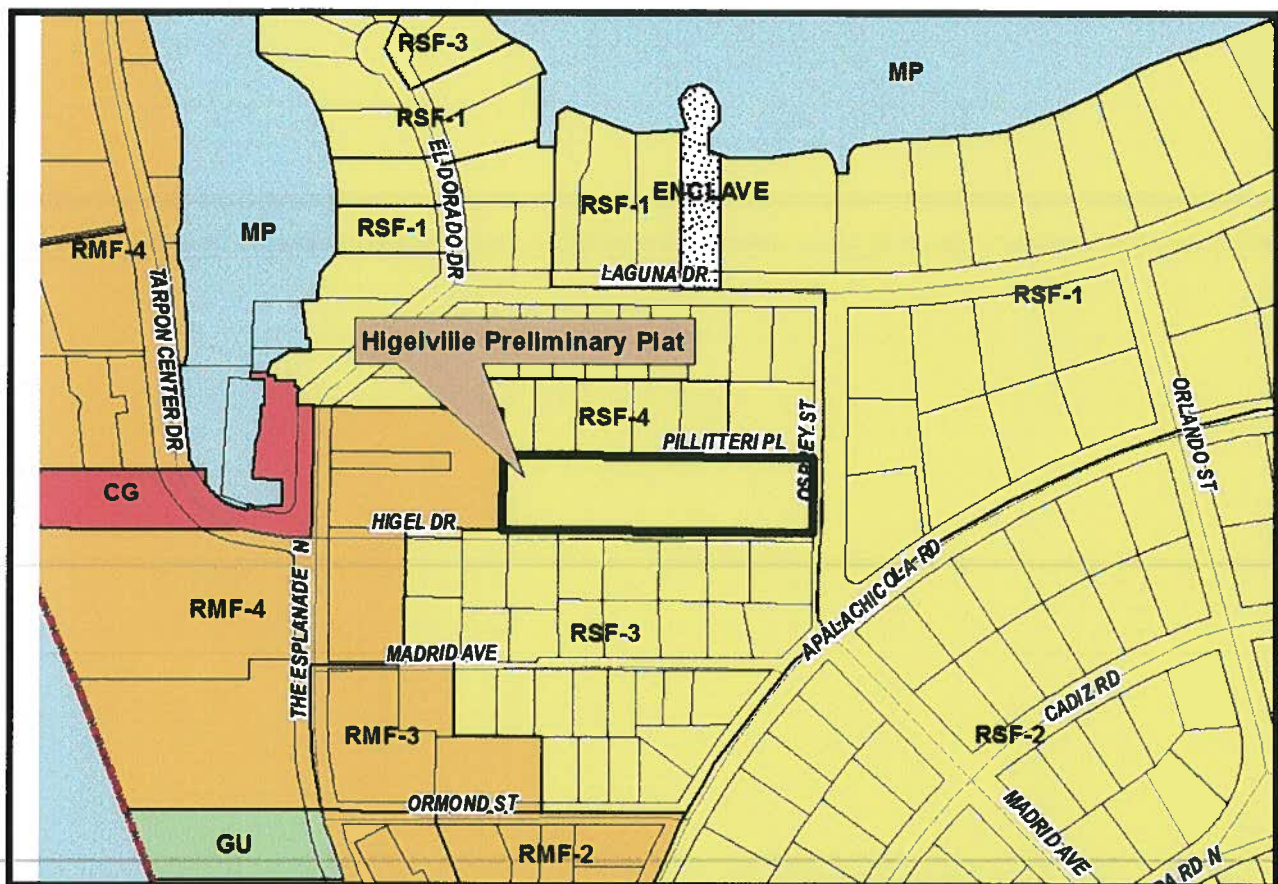 RSF-3
MP
RSF-1
ELIDORADO DR
RSF-1
ENCLAVE
RSF-1
MP
RMF-4
TARPON CENTER DR
LAGUNA DR
RSF-1
Higelville Preliminary Plat
RSF-4
PILLITTERI PL
OSPREY ST
ORLANDO ST
CG
HIGEL DR
APALACHICOLA RD
RMF-4
THE ESPLANADE N
RSF-3
MADRID AVE
CADIZ RD
RSF-2
RMF-3
ORMOND ST
MADRID AVE
GU
RMF-2
RD N